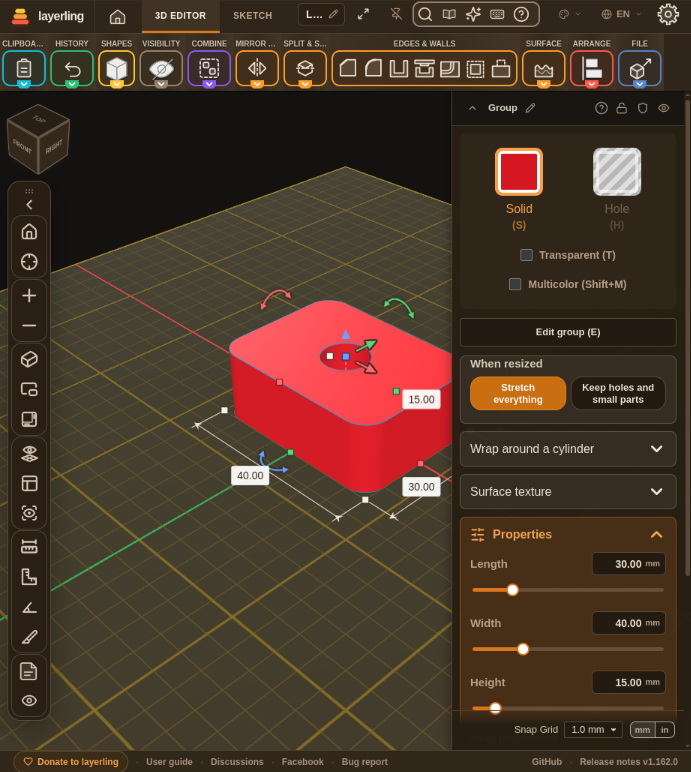 layerling
3D EDITOR
SKETCH
L...
EN
CLIPBOA...
HISTORY
SHAPES
VISIBILITY
COMBINE
MIRROR ...
SPLIT & S...
EDGES & WALLS
SURFACE
ARRANGE
FILE
TOP
FRONT
RIGHT
Group
Solid
(S)
Hole
(H)
Transparent (T)
Multicolor (Shift+M)
Edit group (E)
When resized
Stretch
everything
Keep holes and
small parts
Wrap around a cylinder
Surface texture
Properties
Length
30.00 mm
Width
40.00 mm
Height
15.00 mm
15.00
40.00
30.00
Snap Grid
1.0 mm
mm
in
Donate to layerling
· User guide · Discussions · Facebook · Bug report
GitHub · Release notes v1.162.0